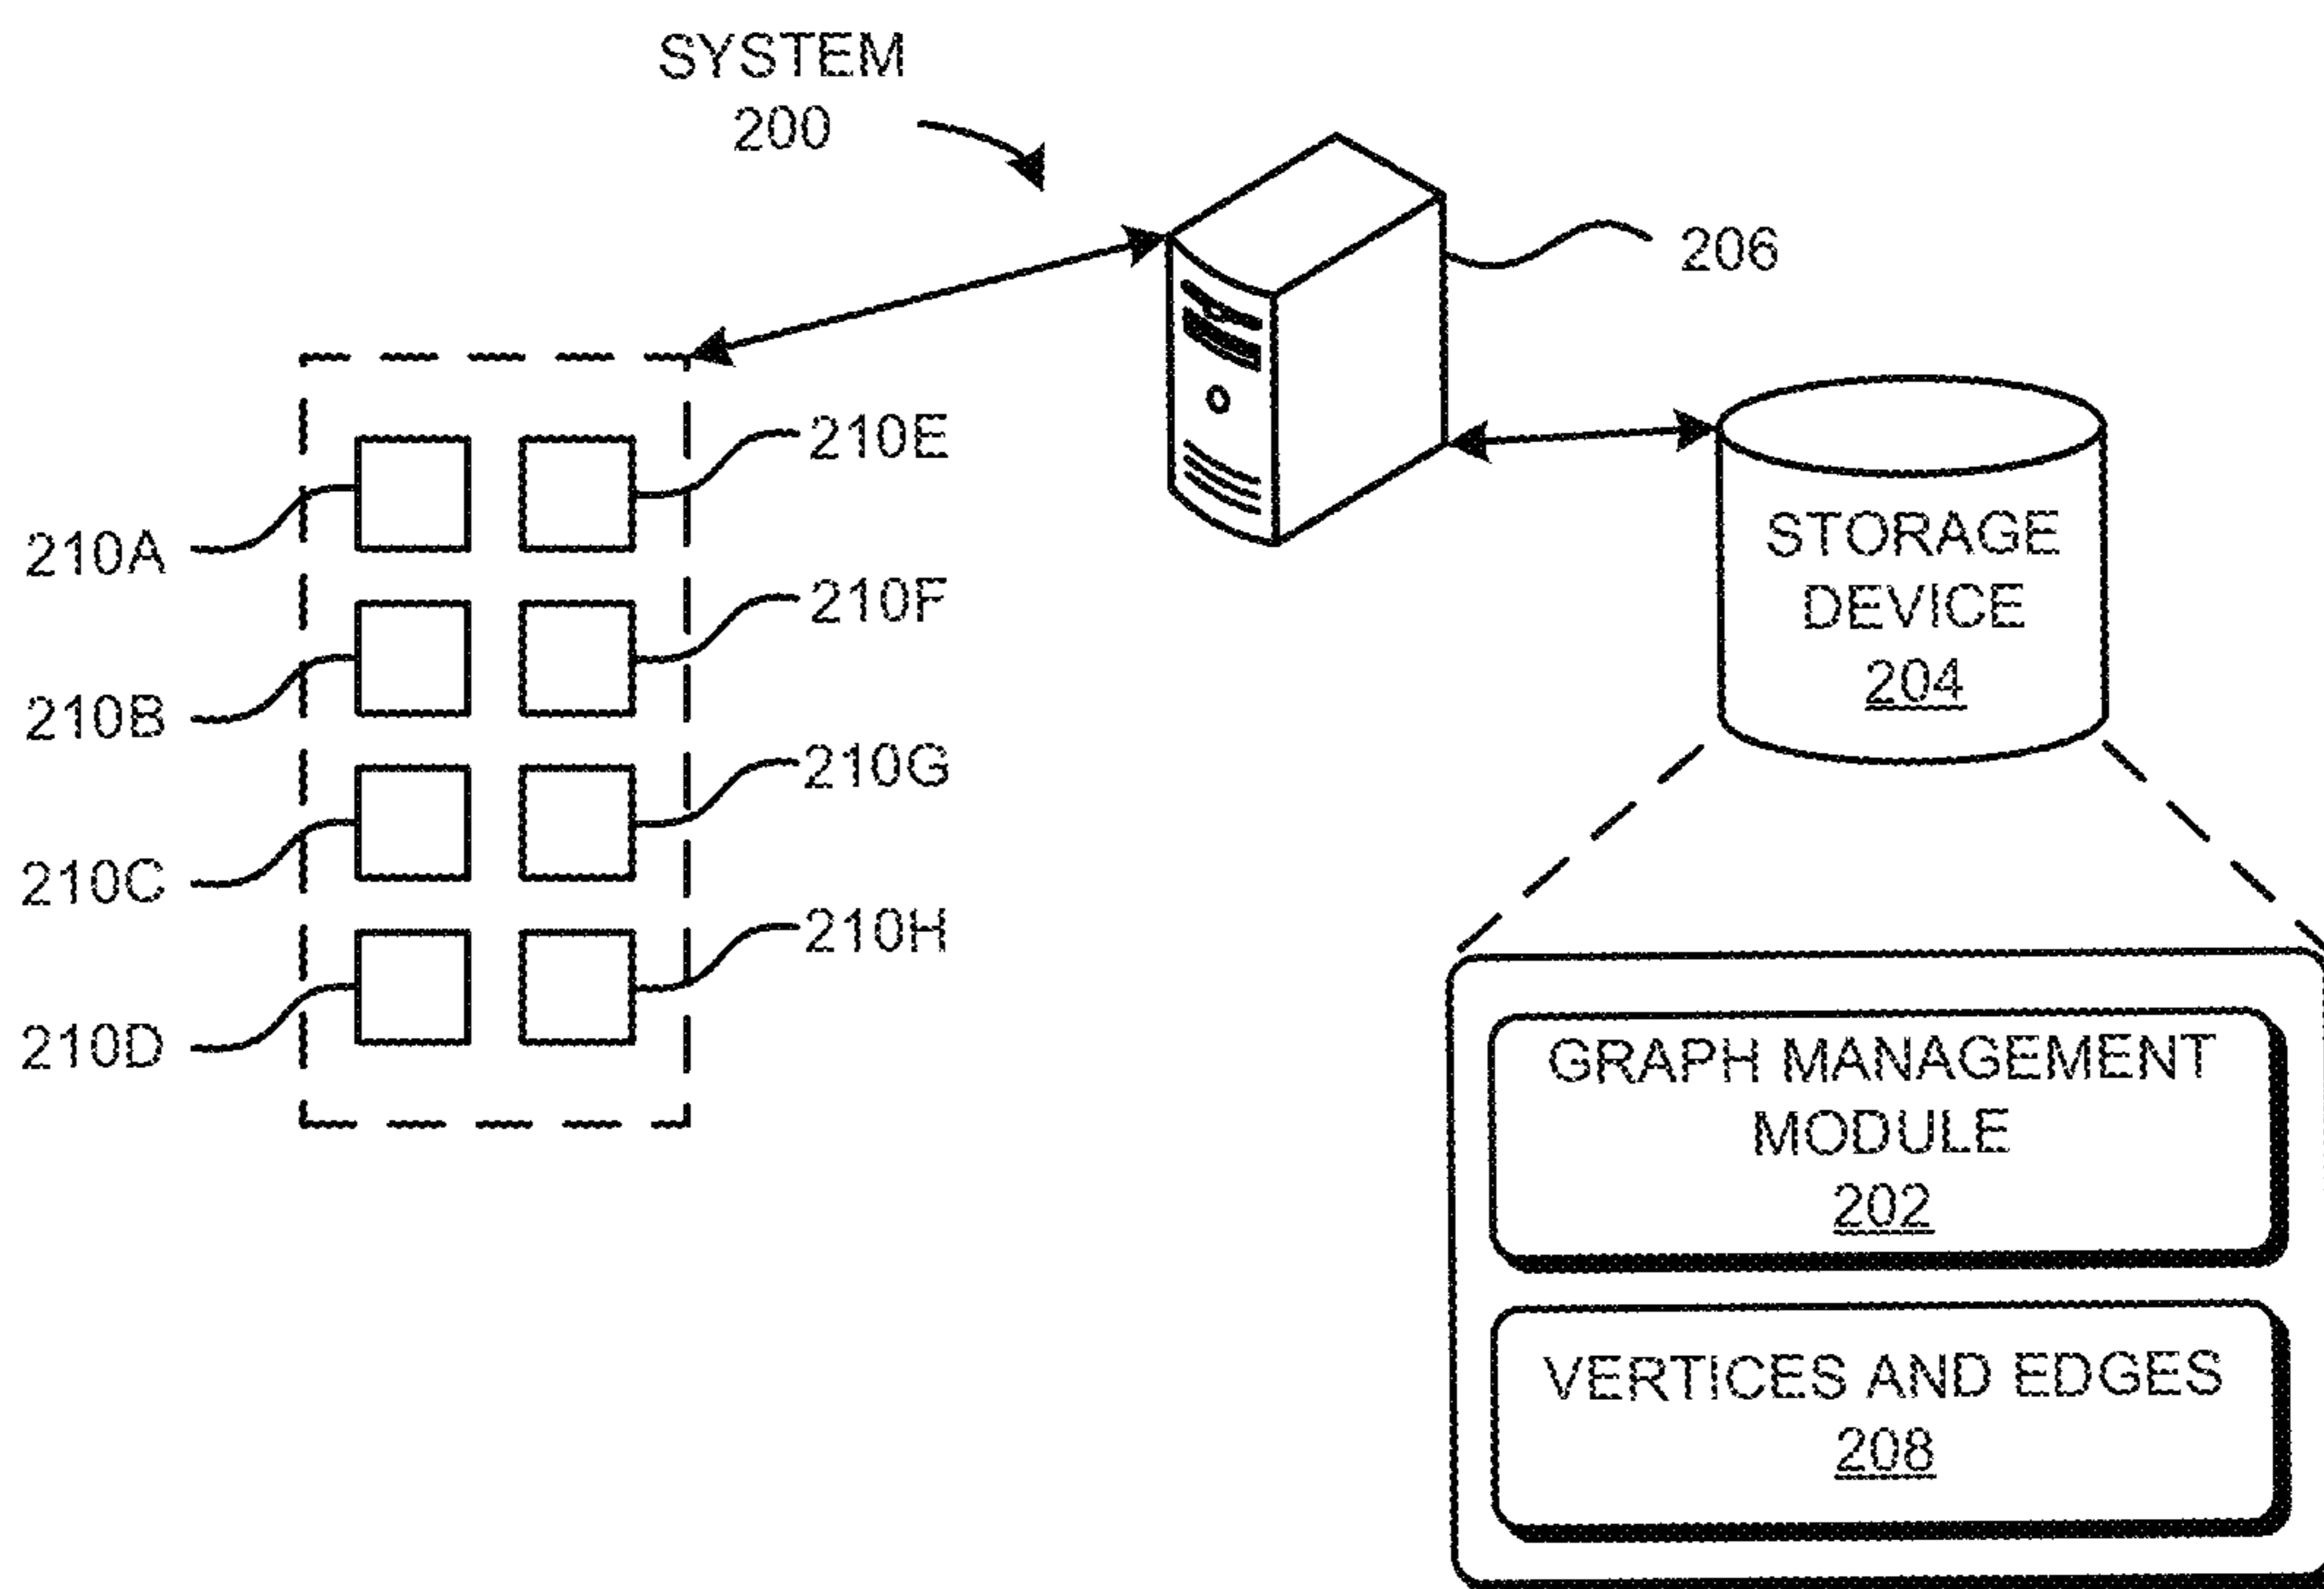 SYSTEM
200
206
210E
210A
210F
210B
210G
210C
210H
210D
STORAGE
DEVICE
204
GRAPH MANAGEMENT
MODULE
202
VERTICES AND EDGES
208